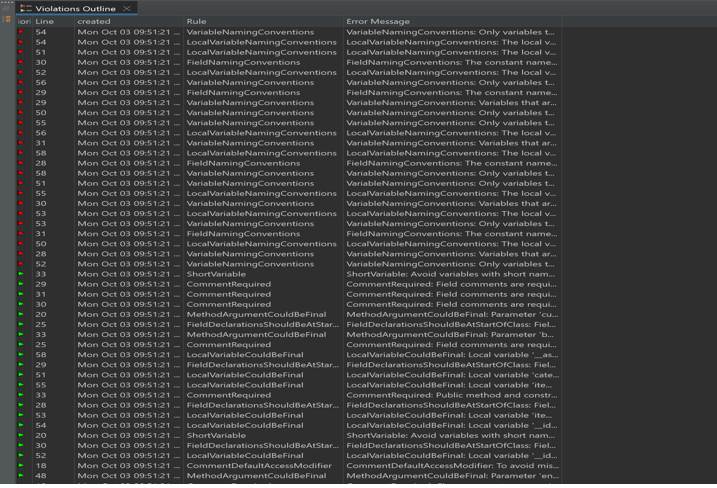 Violations Outline
iori Line created Rule Error Message
54 Mon Oct 03 09:51:21 ... VariableNamingConventions VariableNamingConventions: Only variables t...
54 Mon Oct 03 09:51:21 ... LocalVariableNamingConventions LocalVariableNamingConventions: The local v...
51 Mon Oct 03 09:51:21 ... LocalVariableNamingConventions LocalVariableNamingConventions: The local v...
30 Mon Oct 03 09:51:21 ... FieldNamingConventions FieldNamingConventions: The constant name...
52 Mon Oct 03 09:51:21 ... LocalVariableNamingConventions LocalVariableNamingConventions: The local v...
56 Mon Oct 03 09:51:21 ... VariableNamingConventions VariableNamingConventions: Only variables t...
29 Mon Oct 03 09:51:21 ... FieldNamingConventions FieldNamingConventions: The constant name...
29 Mon Oct 03 09:51:21 ... VariableNamingConventions VariableNamingConventions: Variables that ar...
50 Mon Oct 03 09:51:21 ... VariableNamingConventions VariableNamingConventions: Only variables t...
55 Mon Oct 03 09:51:21 ... VariableNamingConventions VariableNamingConventions: Only variables t...
56 Mon Oct 03 09:51:21 ... LocalVariableNamingConventions LocalVariableNamingConventions: The local v...
31 Mon Oct 03 09:51:21 ... VariableNamingConventions VariableNamingConventions: Variables that ar...
58 Mon Oct 03 09:51:21 ... LocalVariableNamingConventions LocalVariableNamingConventions: The local v...
28 Mon Oct 03 09:51:21 ... FieldNamingConventions FieldNamingConventions: The constant name...
58 Mon Oct 03 09:51:21 ... VariableNamingConventions VariableNamingConventions: Only variables t...
51 Mon Oct 03 09:51:21 ... VariableNamingConventions VariableNamingConventions: Only variables t...
55 Mon Oct 03 09:51:21 ... LocalVariableNamingConventions LocalVariableNamingConventions: The local v...
30 Mon Oct 03 09:51:21 ... VariableNamingConventions VariableNamingConventions: Variables that ar...
53 Mon Oct 03 09:51:21 ... LocalVariableNamingConventions LocalVariableNamingConventions: The local v...
53 Mon Oct 03 09:51:21 ... VariableNamingConventions VariableNamingConventions: Only variables t...
31 Mon Oct 03 09:51:21 ... FieldNamingConventions FieldNamingConventions: The constant name...
50 Mon Oct 03 09:51:21 ... LocalVariableNamingConventions LocalVariableNamingConventions: The local v...
28 Mon Oct 03 09:51:21 ... VariableNamingConventions VariableNamingConventions: Variables that ar...
52 Mon Oct 03 09:51:21 ... VariableNamingConventions VariableNamingConventions: Only variables t...
33 Mon Oct 03 09:51:21 ... ShortVariable ShortVariable: Avoid variables with short nam...
29 Mon Oct 03 09:51:21 ... CommentRequired CommentRequired: Field comments are requi...
31 Mon Oct 03 09:51:21 ... CommentRequired CommentRequired: Field comments are requi...
30 Mon Oct 03 09:51:21 ... CommentRequired CommentRequired: Field comments are requi...
20 Mon Oct 03 09:51:21 ... MethodArgumentCouldBeFinal MethodArgumentCouldBeFinal: Parameter 'cu...
25 Mon Oct 03 09:51:21 ... FieldDeclarationsShouldBeAtStar... FieldDeclarationsShouldBeAtStartOfClass: Fiel...
33 Mon Oct 03 09:51:21 ... MethodArgumentCouldBeFinal MethodArgumentCouldBeFinal: Parameter 'b...
25 Mon Oct 03 09:51:21 ... CommentRequired CommentRequired: Field comments are requi...
58 Mon Oct 03 09:51:21 ... LocalVariableCouldBeFinal LocalVariableCouldBeFinal: Local variable '__as...
29 Mon Oct 03 09:51:21 ... FieldDeclarationsShouldBeAtStar... FieldDeclarationsShouldBeAtStartOfClass: Fiel...
51 Mon Oct 03 09:51:21 ... LocalVariableCouldBeFinal LocalVariableCouldBeFinal: Local variable 'cate...
55 Mon Oct 03 09:51:21 ... LocalVariableCouldBeFinal LocalVariableCouldBeFinal: Local variable 'ite...
33 Mon Oct 03 09:51:21 ... CommentRequired CommentRequired: Public method and constr...
28 Mon Oct 03 09:51:21 ... FieldDeclarationsShouldBeAtStar... FieldDeclarationsShouldBeAtStartOfClass: Fiel...
53 Mon Oct 03 09:51:21 ... LocalVariableCouldBeFinal LocalVariableCouldBeFinal: Local variable 'ite...
54 Mon Oct 03 09:51:21 ... LocalVariableCouldBeFinal LocalVariableCouldBeFinal: Local variable '__id...
20 Mon Oct 03 09:51:21 ... ShortVariable ShortVariable: Avoid variables with short nam...
30 Mon Oct 03 09:51:21 ... FieldDeclarationsShouldBeAtStar... FieldDeclarationsShouldBeAtStartOfClass: Fiel...
52 Mon Oct 03 09:51:21 ... LocalVariableCouldBeFinal LocalVariableCouldBeFinal: Local variable '__id...
18 Mon Oct 03 09:51:21 ... CommentDefaultAccessModifier CommentDefaultAccessModifier: To avoid mis...
48 Mon Oct 03 09:51:21 ... MethodArgumentCouldBeFinal MethodArgumentCouldBeFinal: Parameter 'en...